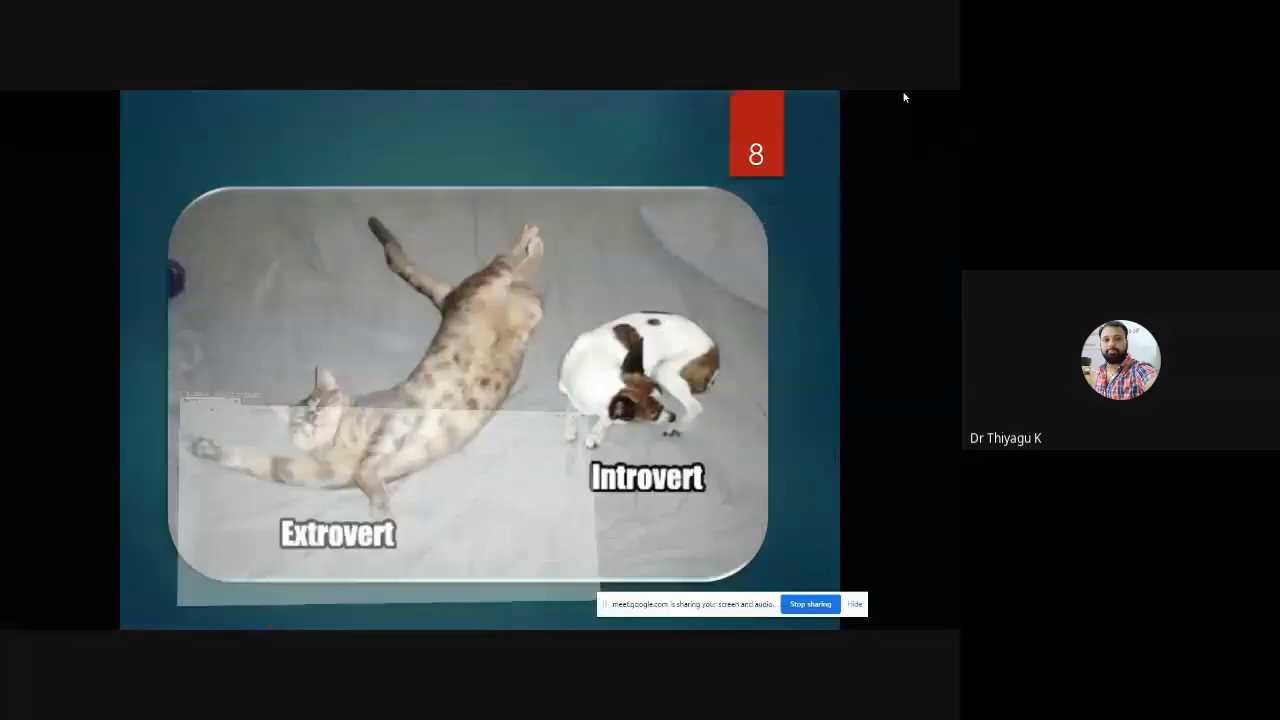 8
Introvert
Extrovert
meet.google.com is sharing your screen and audio.
Stop sharing
Hide
Dr Thiyagu K